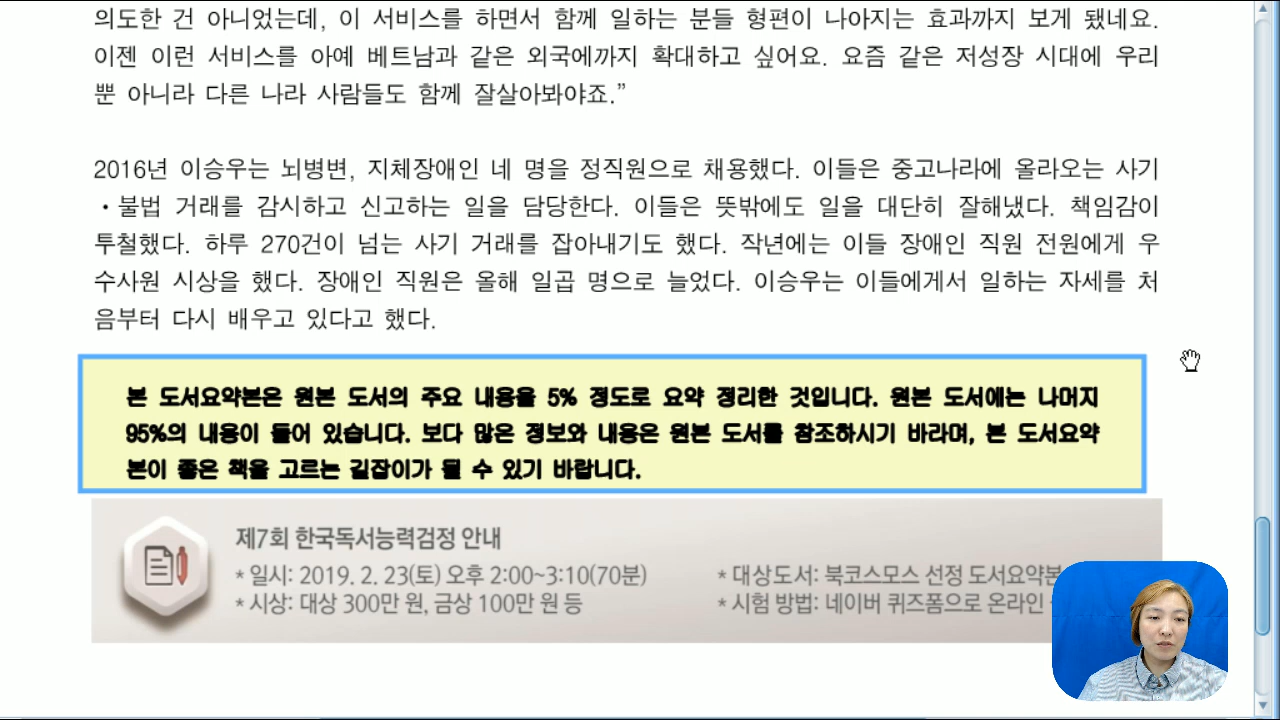 의도한 건 아니었는데, 이 서비스를 하면서 함께 일하는 분들 형편이 나아지는 효과까지 보게 됐네요.
이젠 이런 서비스를 아예 베트남과 같은 외국에까지 확대하고 싶어요. 요즘 같은 저성장 시대에 우리
뿐 아니라 다른 나라 사람들도 함께 잘살아봐야죠.”
2016년 이승우는 뇌병변, 지체장애인 네 명을 정직원으로 채용했다. 이들은 중고나라에 올라오는 사기
・불법 거래를 감시하고 신고하는 일을 담당한다. 이들은 뜻밖에도 일을 대단히 잘해냈다. 책임감이
투철했다. 하루 270건이 넘는 사기 거래를 잡아내기도 했다. 작년에는 이들 장애인 직원 전원에게 우
수사원 시상을 했다. 장애인 직원은 올해 일곱 명으로 늘었다. 이승우는 이들에게서 일하는 자세를 처
음부터 다시 배우고 있다고 했다.
본 도서요약본은 원본 도서의 주요 내용을 5% 정도로 요약 정리한 것입니다. 원본 도서에는 나머지
95%의 내용이 들어 있습니다. 보다 많은 정보와 내용은 원본 도서를 참조하시기 바라며, 본 도서요약
본이 좋은 책을 고르는 길잡이가 될 수 있기 바랍니다.
제7회 한국독서능력검정 안내
* 일시: 2019. 2. 23(토) 오후 2:00~3:10(70분) * 대상도서: 북코스모스 선정 도서요약본
* 시상: 대상 300만 원, 금상 100만 원 등 * 시험 방법: 네이버 퀴즈폼으로 온라인